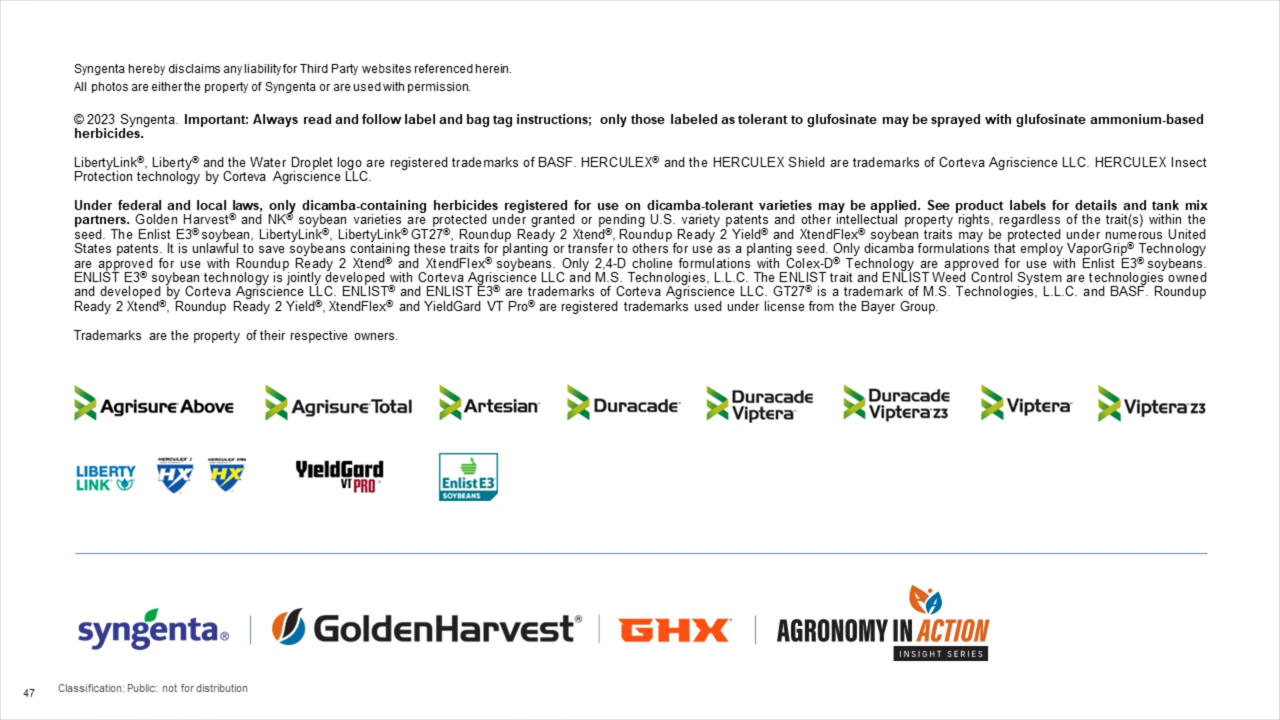 Syngenta hereby disclaims any liability for Third Party websites referenced herein.
All photos are either the property of Syngenta or are used with permission.
© 2023 Syngenta. Important: Always read and follow label and bag tag instructions; only those labeled as tolerant to glufosinate may be sprayed with glufosinate ammonium-based
herbicides.
LibertyLink®, Liberty® and the Water Droplet logo are registered trademarks of BASF. HERCULEX® and the HERCULEX Shield are trademarks of Corteva Agriscience LLC. HERCULEX Insect
Protection technology by Corteva Agriscience LLC.
Under federal and local laws, only dicamba-containing herbicides registered for use on dicamba-tolerant varieties may be applied. See product labels for details and tank mix
partners. Golden Harvest® and NK® soybean varieties are protected under granted or pending U.S. variety patents and other intellectual property rights, regardless of the trait(s) within the
seed. The Enlist E3® soybean, LibertyLink®, LibertyLink® GT27®, Roundup Ready 2 Xtend®, Roundup Ready 2 Yield® and XtendFlex® soybean traits may be protected under numerous United
States patents. It is unlawful to save soybeans containing these traits for planting or transfer to others for use as a planting seed. Only dicamba formulations that employ VaporGrip® Technology
are approved for use with Roundup Ready 2 Xtend® and XtendFlex® soybeans. Only 2,4-D choline formulations with Colex-D® Technology are approved for use with Enlist E3® soybeans.
ENLIST E3® soybean technology is jointly developed with Corteva Agriscience LLC and M.S. Technologies, L.L.C. The ENLIST trait and ENLIST Weed Control System are technologies owned
and developed by Corteva Agriscience LLC. ENLIST® and ENLIST E3® are trademarks of Corteva Agriscience LLC. GT27® is a trademark of M.S. Technologies, L.L.C. and BASF. Roundup
Ready 2 Xtend®, Roundup Ready 2 Yield®, XtendFlex® and YieldGard VT Pro® are registered trademarks used under license from the Bayer Group.
Trademarks are the property of their respective owners.
Agrisure Above Agrisure Total Artesian Duracade Duracade Viptera Duracade Viptera Z3 Viptera Viptera Z3
LIBERTY LINK HERCULEX I HX HX YieldGard VT PRO Enlist E3 SOYBEANS
syngenta® GoldenHarvest® GHX AGRONOMY IN ACTION
INSIGHT SERIES
47 Classification: Public: not for distribution